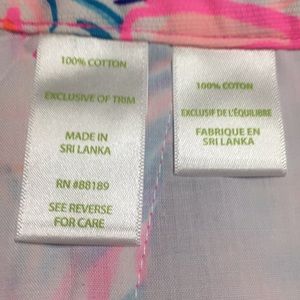 100% COTTON
EXCLUSIVE OF TRIM
MADE IN
SRI LANKA
RN #88189
SEE REVERSE
FOR CARE
100% COTTON
EXCLUSIF DE L'ÉQUILIBRE
FABRIQUE EN
SRI LANKA